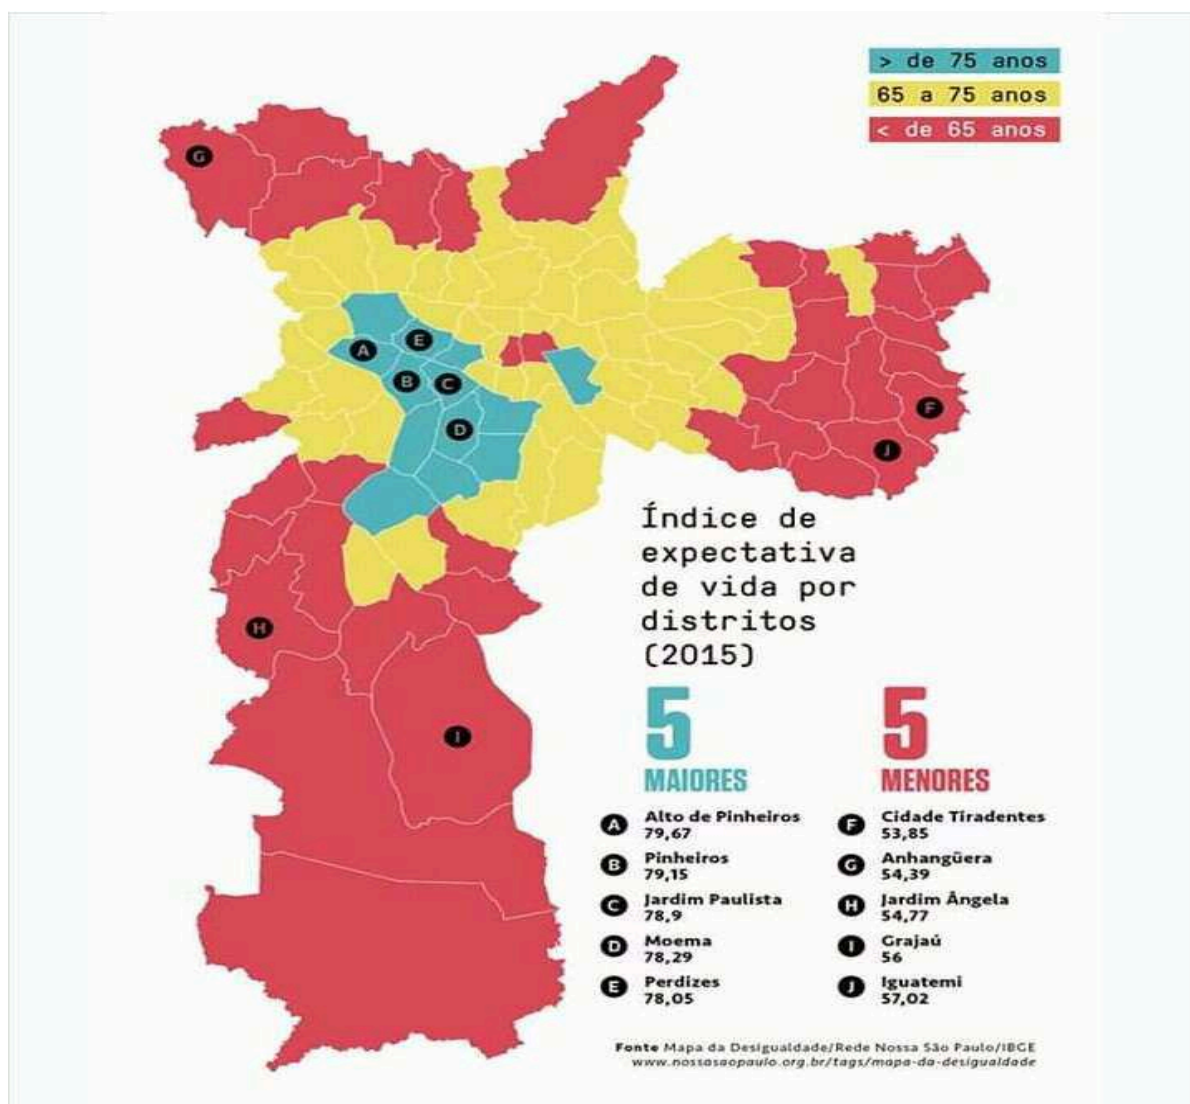 > de 75 anos
65 a 75 anos
< de 65 anos
G
A
E
B
C
D
F
J
H
I
Índice de
expectativa
de vida por
distritos
(2015)
5
MAIORES
A Alto de Pinheiros
79,67
B Pinheiros
79,15
C Jardim Paulista
78,9
D Moema
78,29
E Perdizes
78,05
5
MENORES
F Cidade Tiradentes
53,85
G Anhangüera
54,39
H Jardim Ângela
54,77
I Grajaú
56
J Iguatemi
57,02
Fonte Mapa da Desigualdade/Rede Nossa São Paulo/IBGE
www.nossasaopaulo.org.br/tags/mapa-da-desigualdade